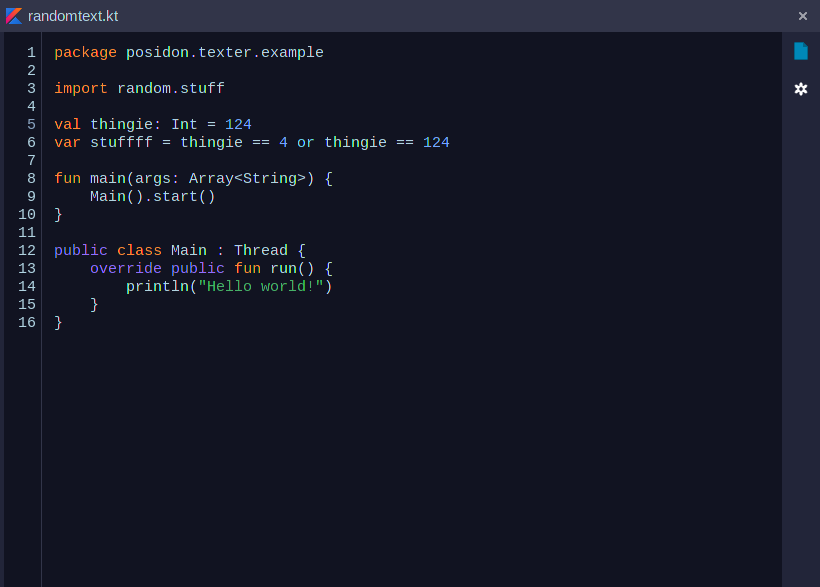 randomtext.kt
1 package posidon.texter.example
2
3 import random.stuff
4
5 val thingie: Int = 124
6 var stuffff = thingie == 4 or thingie == 124
7
8 fun main(args: Array<String>) {
9     Main().start()
10 }
11
12 public class Main : Thread {
13     override public fun run() {
14         println("Hello world!")
15     }
16 }